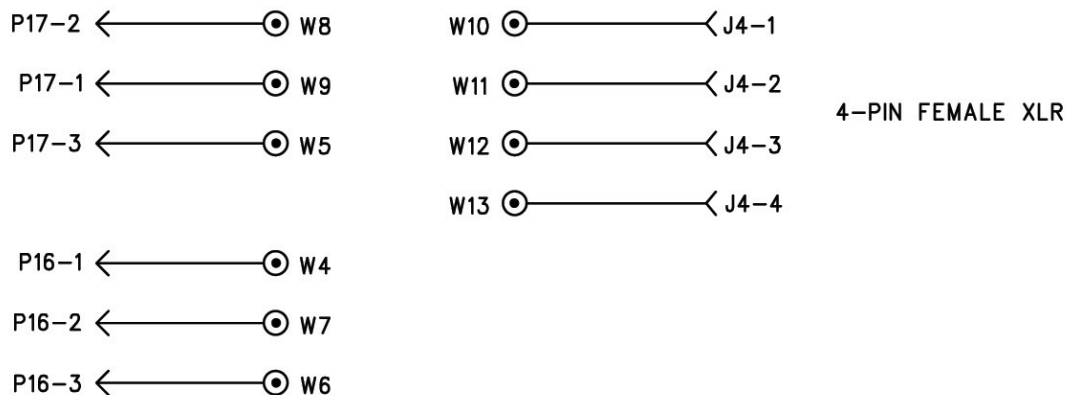 P17-2 W8 W10 J4-1
P17-1 W9 W11 J4-2
4-PIN FEMALE XLR
P17-3 W5 W12 J4-3
W13 J4-4
P16-1 W4
P16-2 W7
P16-3 W6